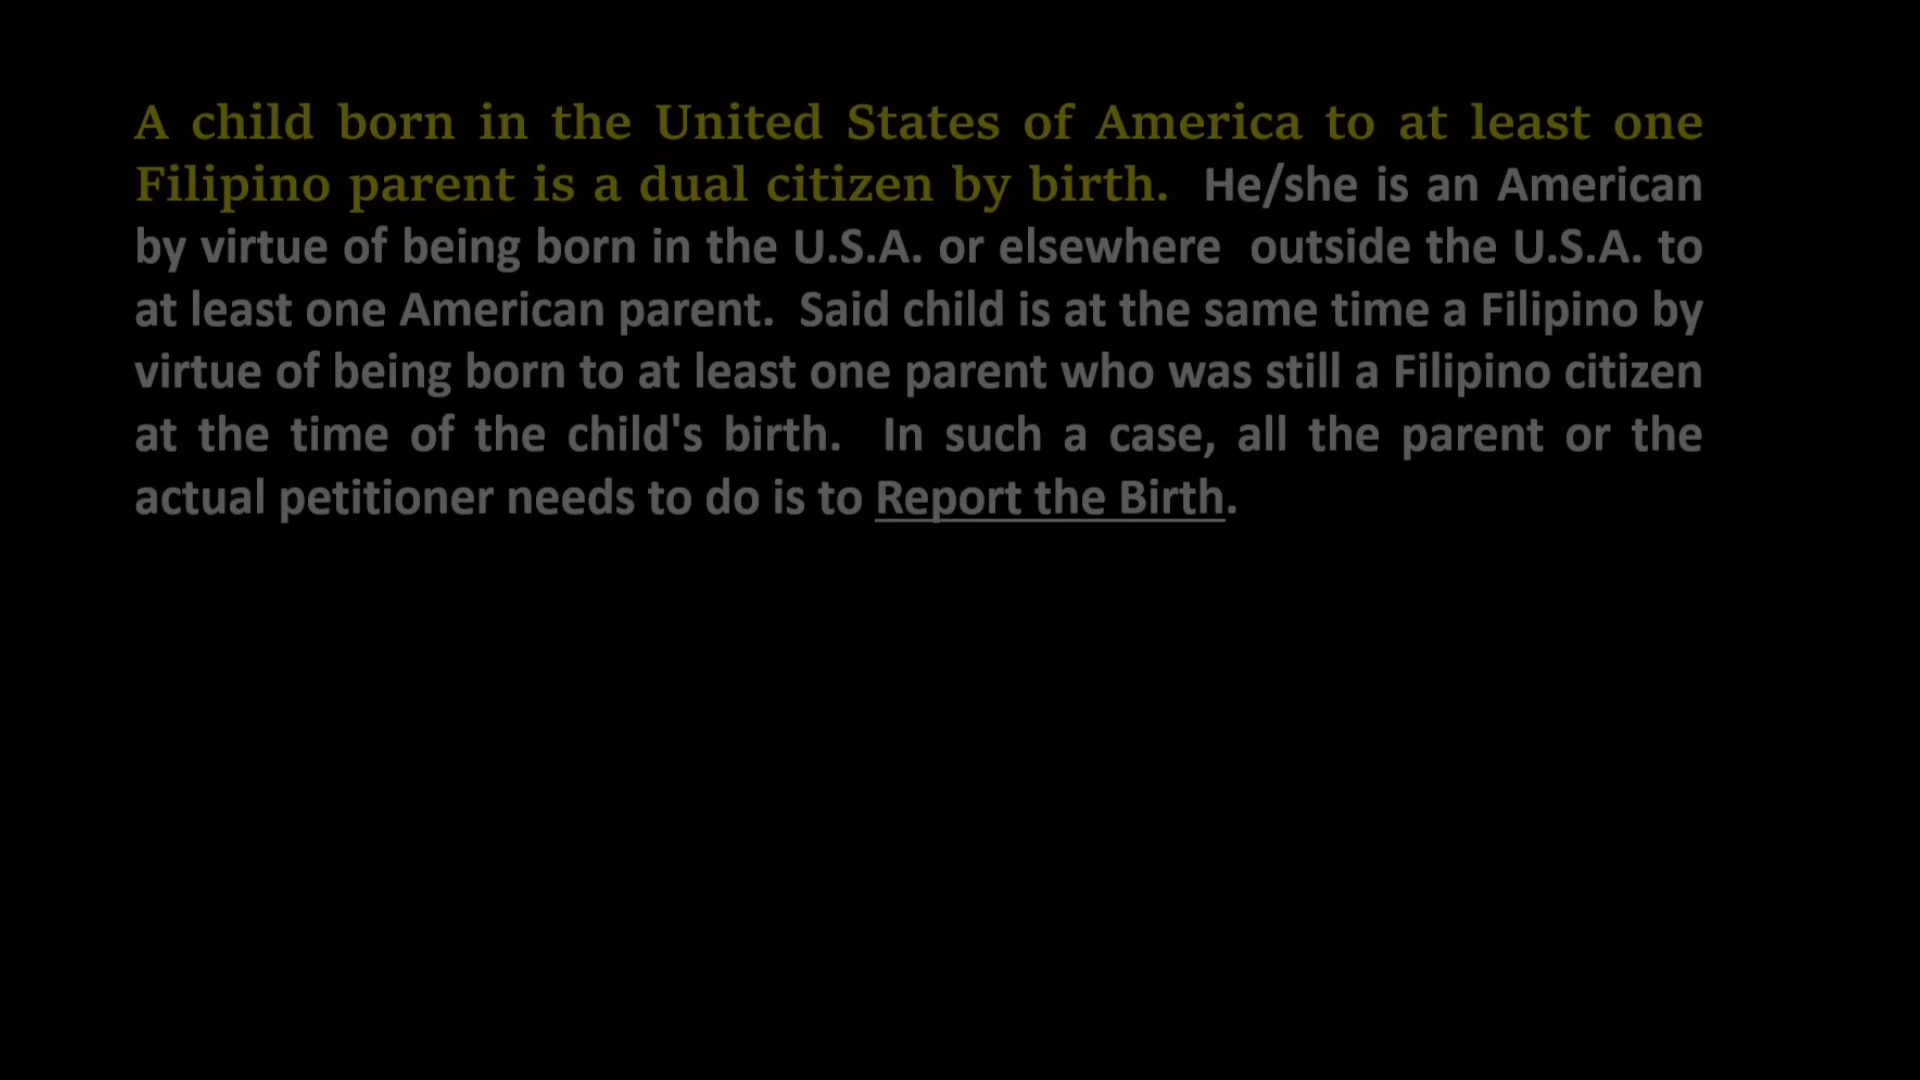 A child born in the United States of America to at least one
Filipino parent is a dual citizen by birth.  He/she is an American
by virtue of being born in the U.S.A. or elsewhere  outside the U.S.A. to
at least one American parent.  Said child is at the same time a Filipino by
virtue of being born to at least one parent who was still a Filipino citizen
at the time of the child's birth.  In such a case, all the parent or the
actual petitioner needs to do is to Report the Birth.